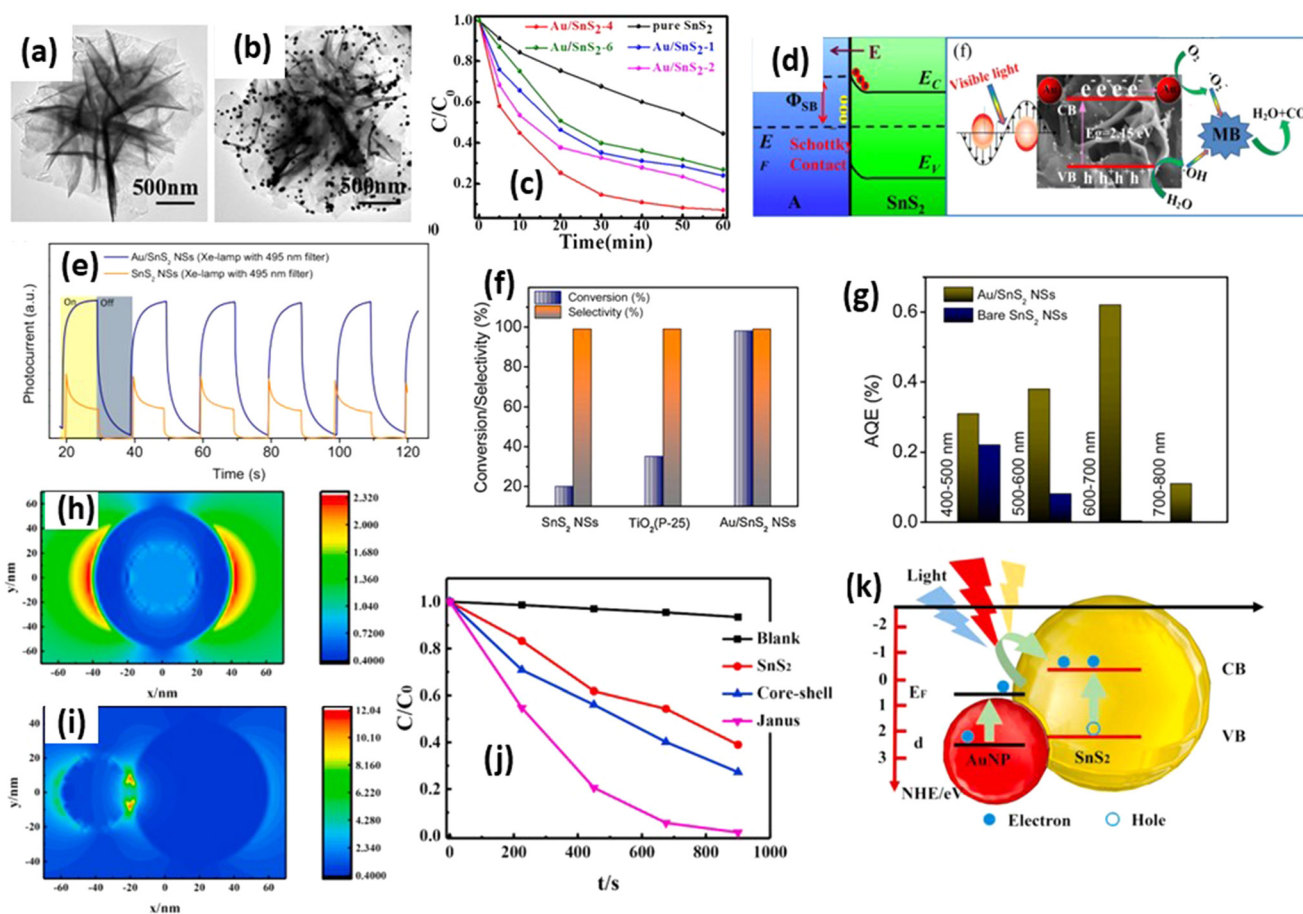 (a)
500nm
(b)
500nm
(c)
C/C0
1.0
0.8
0.6
0.4
0.2
Au/SnS2-4
pure SnS2
Au/SnS2-6
Au/SnS2-1
Au/SnS2-2
0 10 20 30 40 50 60
Time(min)
00
(d)
E
EC
ΦSB
E
F
Schottky
Contact
EV
A
SnS2
(f)
Visible light
Au
e e e e
Au
CB
Eg=2.15 eV
VB
h+ h+ h+ h+
O2
·O2-
MB
H2O+CO
·OH
H2O
(e)
Au/SnS2 NSs (Xe-lamp with 495 nm filter)
SnS2 NSs (Xe-lamp with 495 nm filter)
Photocurrent (a.u.)
On
Off
20 40 60 80 100 120
Time (s)
(f)
Conversion (%)
Selectivity (%)
Conversion/Selectivity (%)
100
80
60
40
20
SnS2 NSs
TiO2(P-25)
Au/SnS2 NSs
(g)
Au/SnS2 NSs
Bare SnS2 NSs
AQE (%)
0.6
0.4
0.2
0.0
400-500 nm
500-600 nm
600-700 nm
700-800 nm
(h)
y/nm
60
40
20
0
-20
-40
-60
-60 -40 -20 0 20 40 60
x/nm
2.320
2.000
1.680
1.360
1.040
0.7200
0.4000
(i)
y/nm
40
20
0
-20
-40
-60 -40 -20 0 20 40 60
x/nm
12.04
10.10
8.160
6.220
4.280
2.340
0.4000
(j)
C/C0
1.0
0.8
0.6
0.4
0.2
0.0
Blank
SnS2
Core-shell
Janus
0 200 400 600 800 1000
t/s
(k)
Light
-2
-1
0
1
2
3
EF
d
AuNP
NHE/eV
SnS2
CB
VB
Electron
Hole